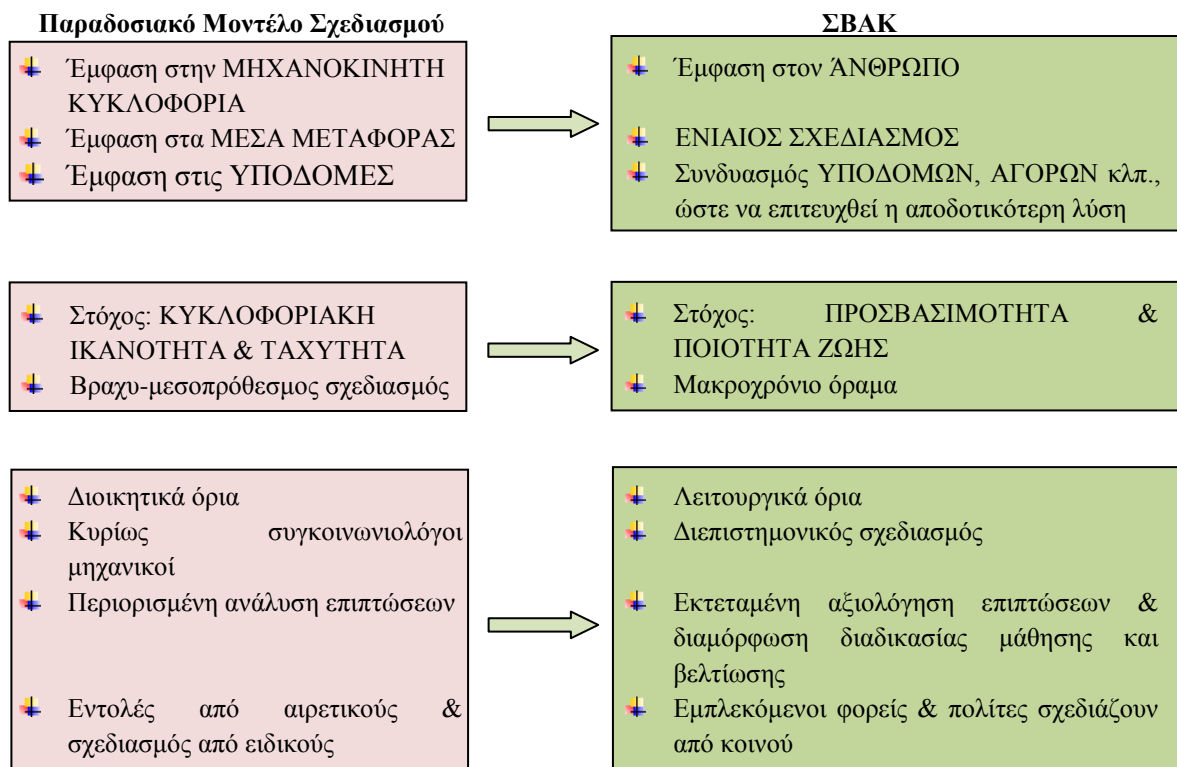 Παραδοσιακό Μοντέλο Σχεδιασμού
Έμφαση στην ΜΗΧΑΝΟΚΙΝΗΤΗ
ΚΥΚΛΟΦΟΡΙΑ
Έμφαση στα ΜΕΣΑ ΜΕΤΑΦΟΡΑΣ
Έμφαση στις ΥΠΟΔΟΜΕΣ
ΣΒΑΚ
Έμφαση στον ΆΝΘΡΩΠΟ
ΕΝΙΑΙΟΣ ΣΧΕΔΙΑΣΜΟΣ
Συνδυασμός ΥΠΟΔΟΜΩΝ, ΑΓΟΡΩΝ κλπ.,
ώστε να επιτευχθεί η αποδοτικότερη λύση
Στόχος: ΚΥΚΛΟΦΟΡΙΑΚΗ
ΙΚΑΝΟΤΗΤΑ & ΤΑΧΥΤΗΤΑ
Βραχυ-μεσοπρόθεσμος σχεδιασμός
Στόχος: ΠΡΟΣΒΑΣΙΜΟΤΗΤΑ &
ΠΟΙΟΤΗΤΑ ΖΩΗΣ
Μακροχρόνιο όραμα
Διοικητικά όρια
Κυρίως συγκοινωνιολόγοι
μηχανικοί
Περιορισμένη ανάλυση επιπτώσεων
Εντολές από αιρετικούς &
σχεδιασμός από ειδικούς
Λειτουργικά όρια
Διεπιστημονικός σχεδιασμός
Εκτεταμένη αξιολόγηση επιπτώσεων &
διαμόρφωση διαδικασίας μάθησης και
βελτίωσης
Εμπλεκόμενοι φορείς & πολίτες σχεδιάζουν
από κοινού